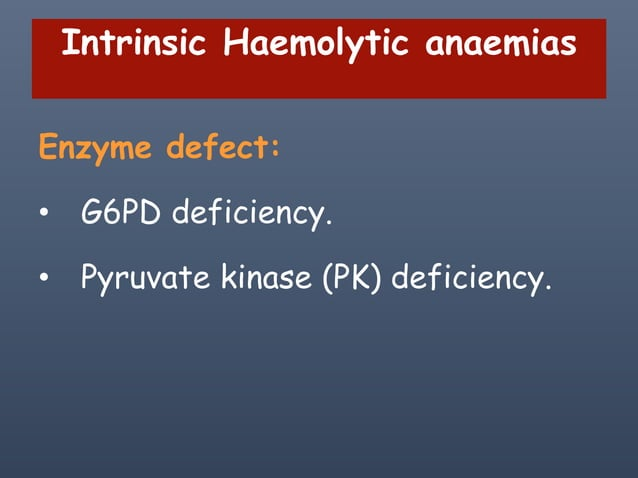 Intrinsic Haemolytic anaemias
Enzyme defect:
• G6PD deficiency.
• Pyruvate kinase (PK) deficiency.